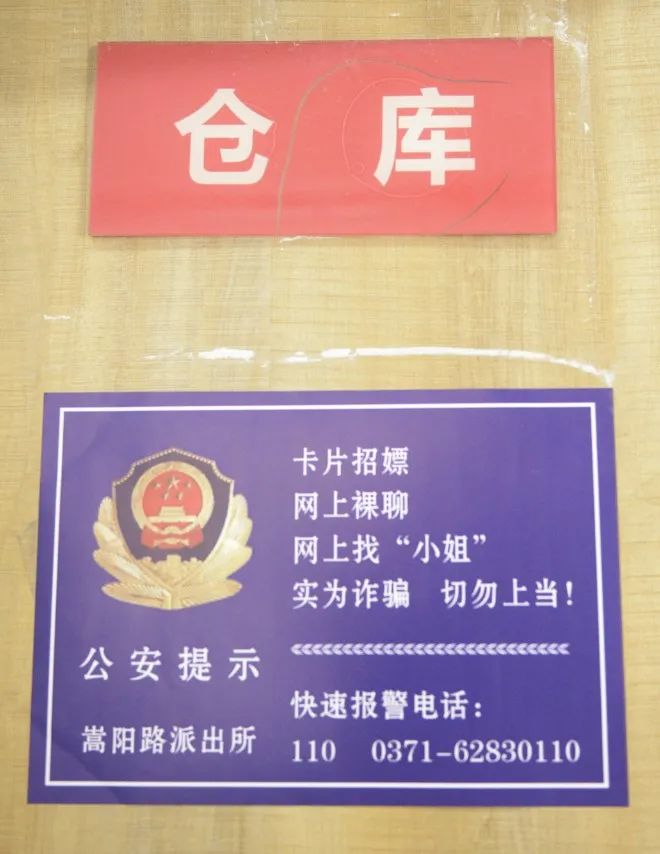 仓库
卡片招嫖
网上裸聊
网上找“小姐”
实为诈骗 切勿上当!
公安提示
嵩阳路派出所
快速报警电话:
110 0371-62830110